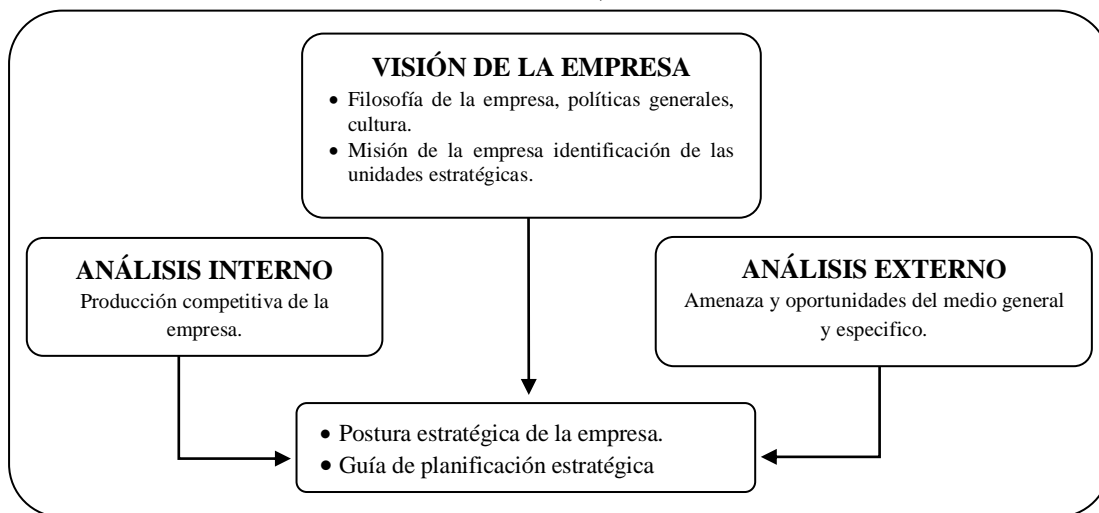 VISIÓN DE LA EMPRESA
• Filosofía de la empresa, políticas generales,
cultura.
• Misión de la empresa identificación de las
unidades estratégicas.
ANÁLISIS INTERNO
Producción competitiva de la
empresa.
ANÁLISIS EXTERNO
Amenaza y oportunidades del medio general
y especifico.
• Postura estratégica de la empresa.
• Guía de planificación estratégica